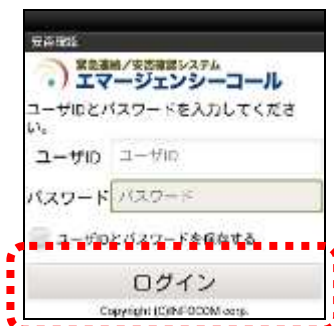 安否確認
緊急連絡/安否確認システム
エマージェンシーコール
ユーザIDとパスワードを入力してくださ
い。
ユーザID ユーザID
パスワード パスワード
ユーザIDとパスワードを保存する
ログイン
Copyright (C)INFOCOM corp.